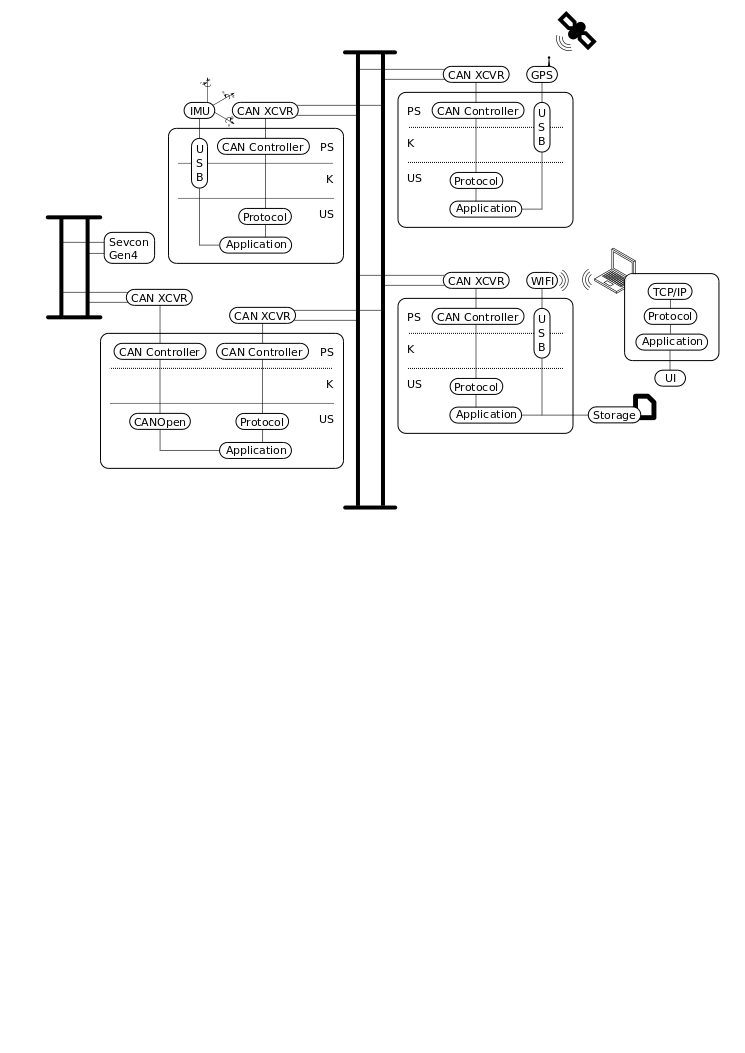 CAN XCVR
GPS
PS
CAN Controller
U
S
B
K
US
Protocol
Application
IMU
CAN XCVR
U
S
B
CAN Controller
PS
K
Protocol
US
Application
Sevcon
Gen4
CAN XCVR
CAN XCVR
CAN Controller
CAN Controller
PS
K
CANOpen
Protocol
US
Application
CAN XCVR
WIFI
PS
CAN Controller
U
S
B
K
US
Protocol
Application
Storage
TCP/IP
Protocol
Application
UI